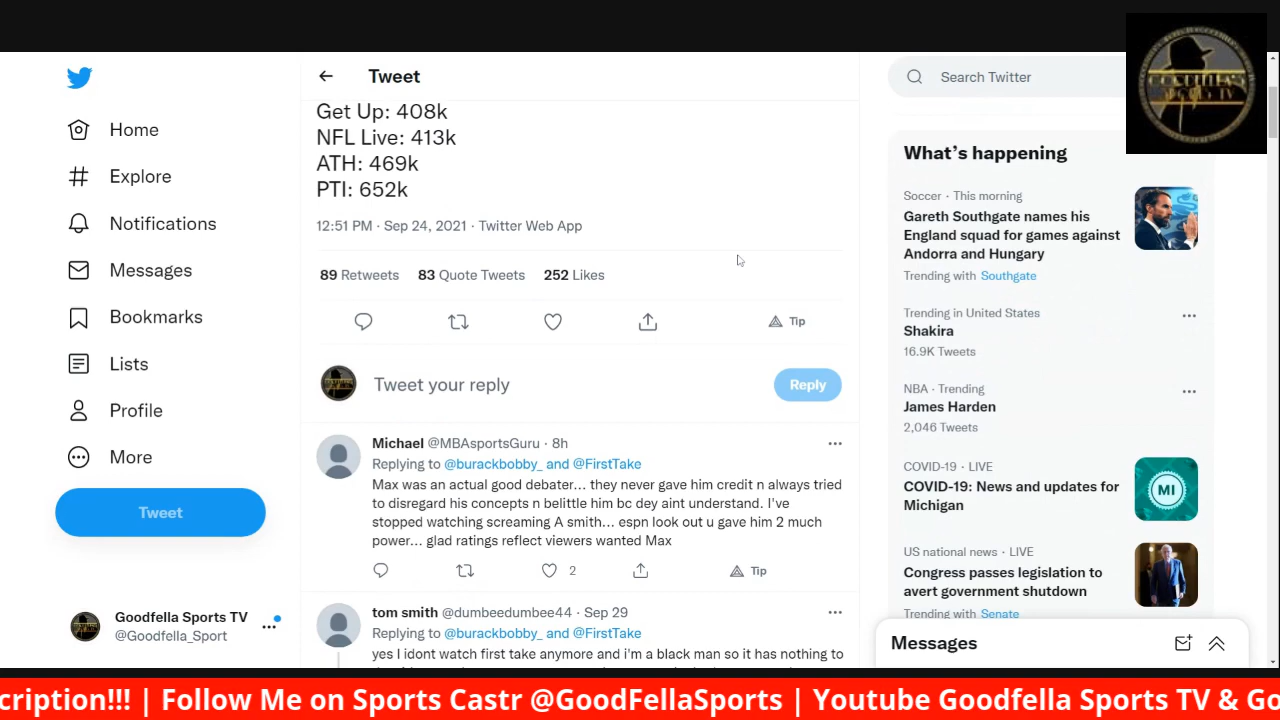 Tweet
Search Twitter
GOODFELLA'S
SPORTS TV
Home
Explore
Notifications
Messages
Bookmarks
Lists
Profile
More
Tweet
Goodfella Sports TV
@Goodfella_Sport
Get Up: 408k
NFL Live: 413k
ATH: 469k
PTI: 652k
12:51 PM · Sep 24, 2021 · Twitter Web App
89 Retweets 83 Quote Tweets 252 Likes
Tip
Tweet your reply
Reply
Michael @MBAsportsGuru · 8h
Replying to @burackbobby_ and @FirstTake
Max was an actual good debater... they never gave him credit n always tried
to disregard his concepts n belittle him bc dey aint understand. I've
stopped watching screaming A smith... espn look out u gave him 2 much
power... glad ratings reflect viewers wanted Max
2
Tip
tom smith @dumbeedumbee44 · Sep 29
Replying to @burackbobby_ and @FirstTake
yes I idont watch first take anymore and i'm a black man so it has nothing to
What's happening
Soccer · This morning
Gareth Southgate names his
England squad for games against
Andorra and Hungary
Trending with Southgate
Trending in United States
Shakira
16.9K Tweets
NBA · Trending
James Harden
2,046 Tweets
COVID-19 · LIVE
COVID-19: News and updates for
Michigan
MI
US national news · LIVE
Congress passes legislation to
avert government shutdown
Trending with Senate
Messages
cription!!! | Follow Me on Sports Castr @GoodFellaSports | Youtube Goodfella Sports TV & Go